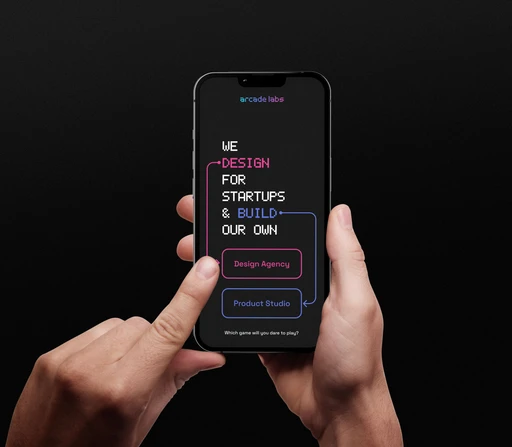 arcade labs
WE
DESIGN
FOR
STARTUPS
& BUILD
OUR OWN
Design Agency
Product Studio
Which game will you dare to play?